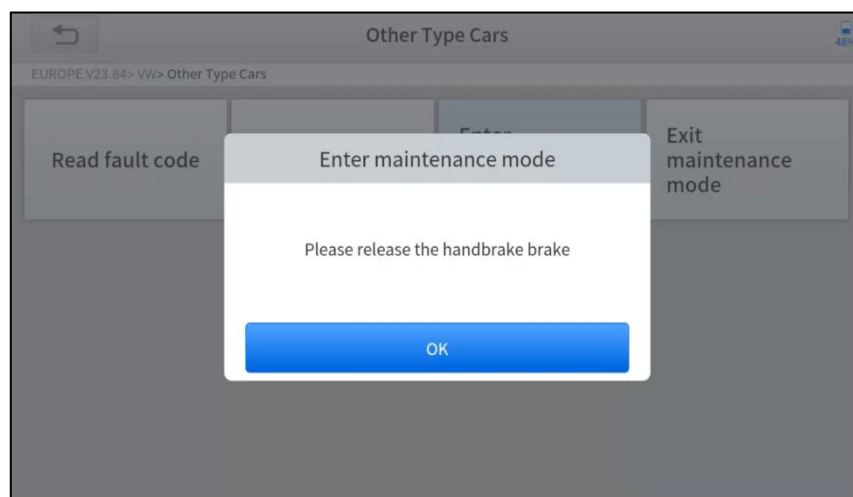 Other Type Cars
48%
EUROPE V23.84> VW> Other Type Cars
Read fault code
Enter
Exit
maintenance
mode
Enter maintenance mode
Please release the handbrake brake
OK